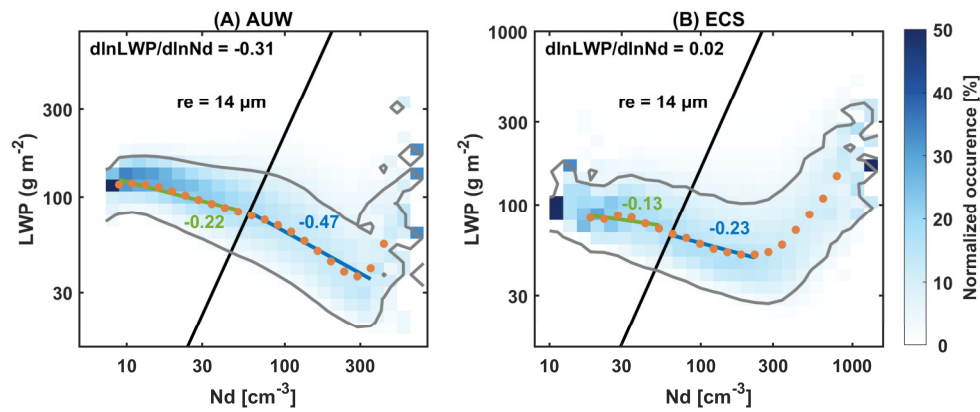 (A) AUW
dlnLWP/dlnNd = -0.31
re = 14 µm
-0.22
-0.47
LWP (g m-2)
300
100
30
10
30
100
300
Nd [cm-3]
(B) ECS
dlnLWP/dlnNd = 0.02
re = 14 µm
-0.13
-0.23
LWP (g m-2)
1000
300
100
30
10
30
100
300
1000
Nd [cm-3]
50
40
30
20
10
0
Normalized occurrence [%]